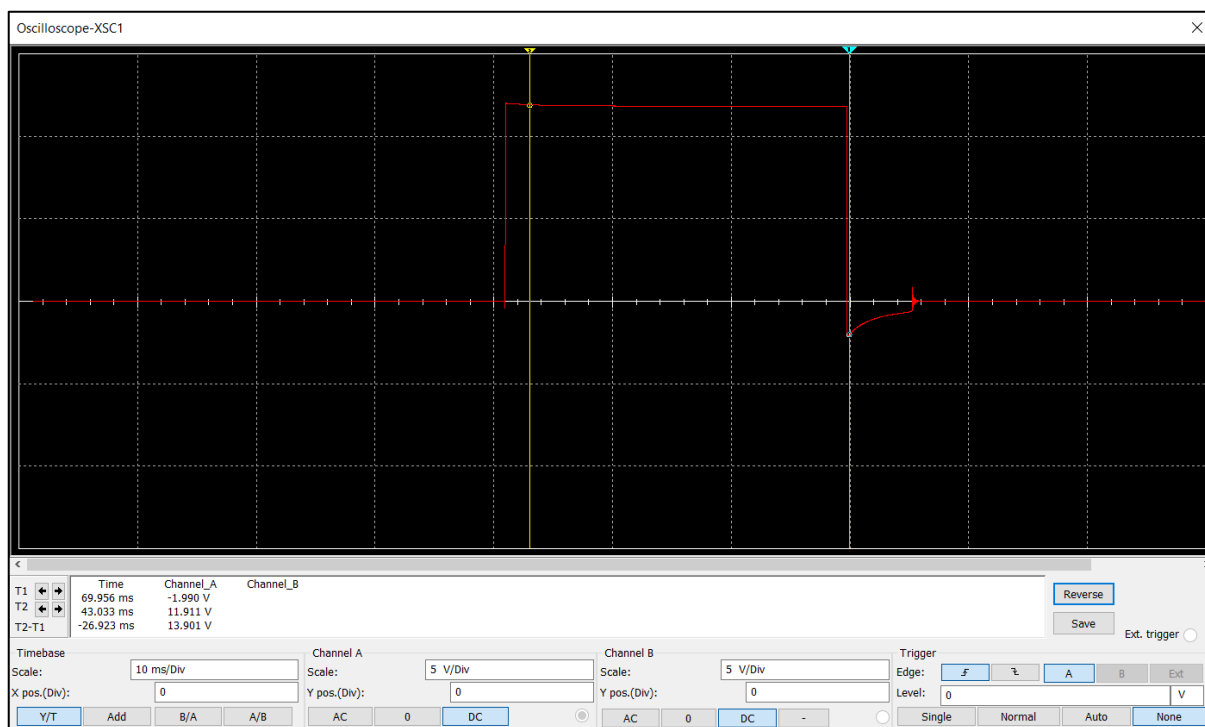 Oscilloscope-XSC1
Time Channel_A Channel_B
T1 69.956 ms -1.990 V
T2 43.033 ms 11.911 V
T2-T1 -26.923 ms 13.901 V
Reverse
Save
Ext. trigger
Timebase Channel A Channel B Trigger
Scale: 10 ms/Div Scale: 5 V/Div Scale: 5 V/Div Edge: A B Ext
X pos.(Div): 0 Y pos.(Div): 0 Y pos.(Div): 0 Level: 0 V
Y/T Add B/A A/B AC 0 DC AC 0 DC - Single Normal Auto None